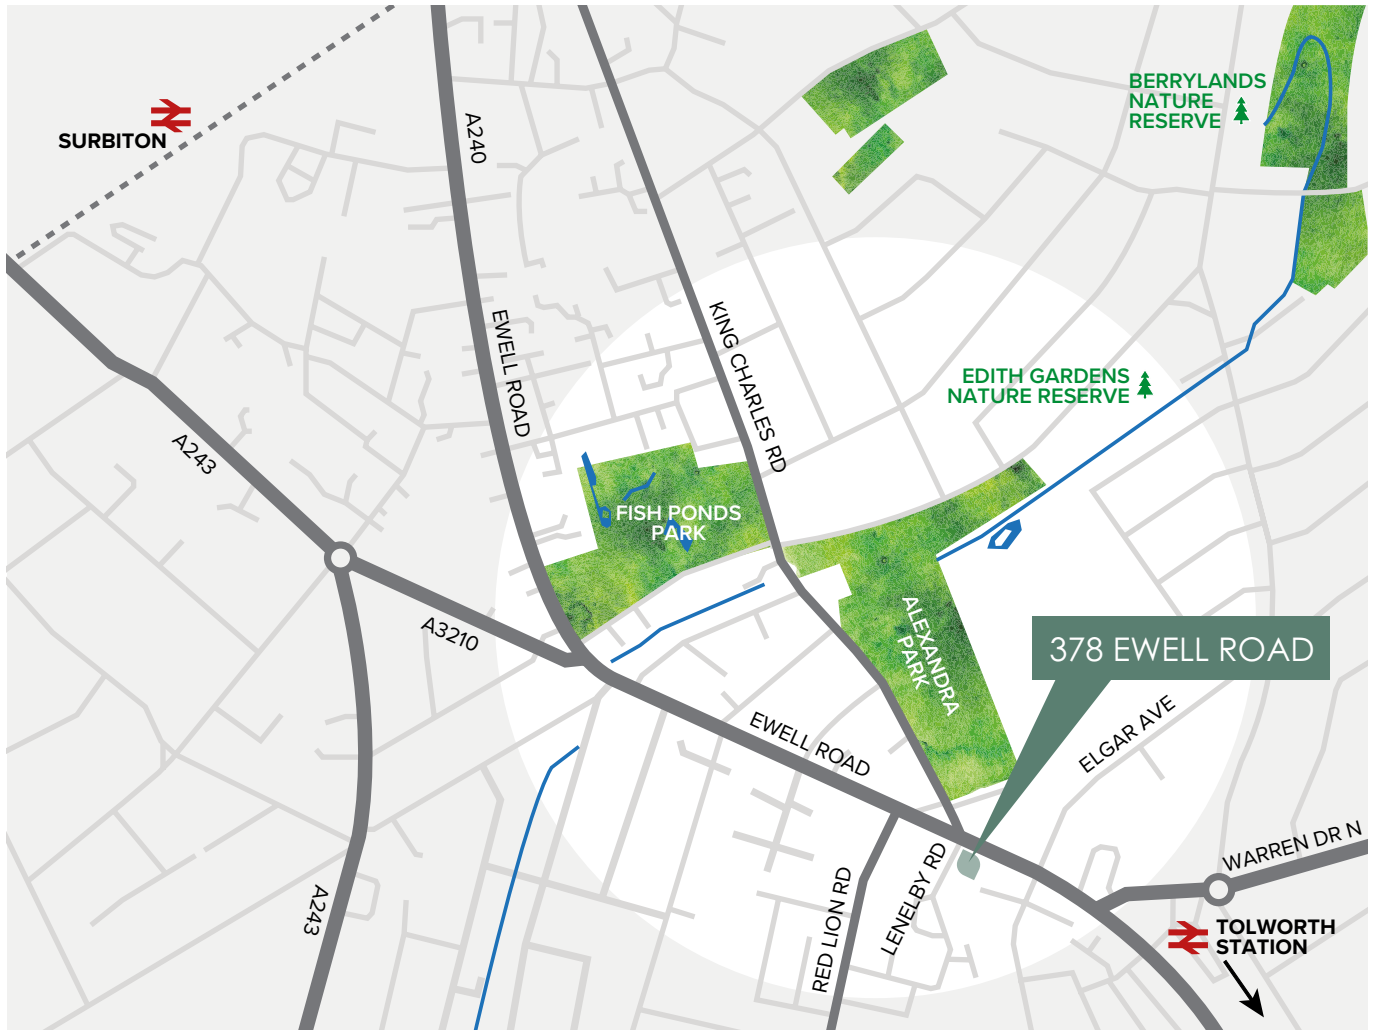 BERRYLANDS
NATURE
RESERVE
SURBITON
A240
EWELL ROAD
KING CHARLES RD
EDITH GARDENS
NATURE RESERVE
A243
FISH PONDS
PARK
A3210
ALEXANDRA
PARK
378 EWELL ROAD
EWELL ROAD
ELGAR AVE
WARREN DR N
A243
RED LION RD
LENELBY RD
TOLWORTH
STATION